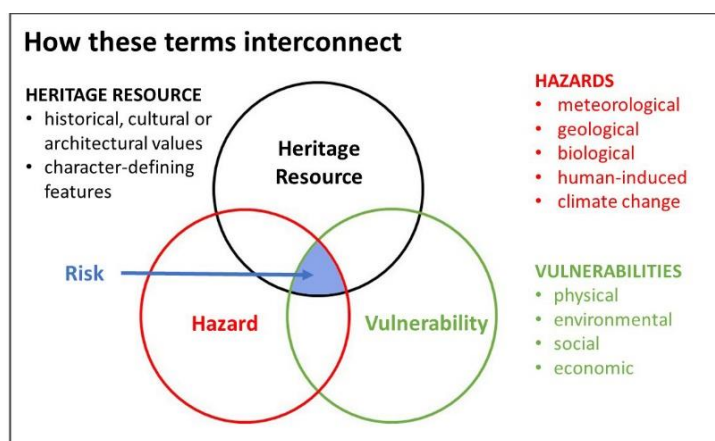 How these terms interconnect
HERITAGE RESOURCE
• historical, cultural or
architectural values
• character-defining
features
Heritage
Resource
Risk
Hazard
Vulnerability
HAZARDS
• meteorological
• geological
• biological
• human-induced
• climate change
VULNERABILITIES
• physical
• environmental
• social
• economic